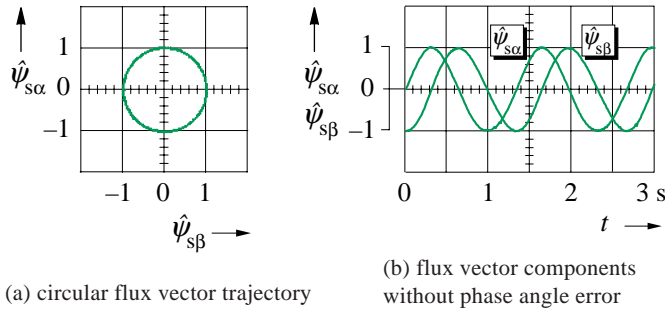 1
ψ̂sα 0
−1
−1 0 1
ψ̂sβ
(a) circular flux vector trajectory
ψ̂sα ψ̂sβ
1
ψ̂sα 0
ψ̂sβ −1
0 1 2 3 s
t
(b) flux vector components
without phase angle error